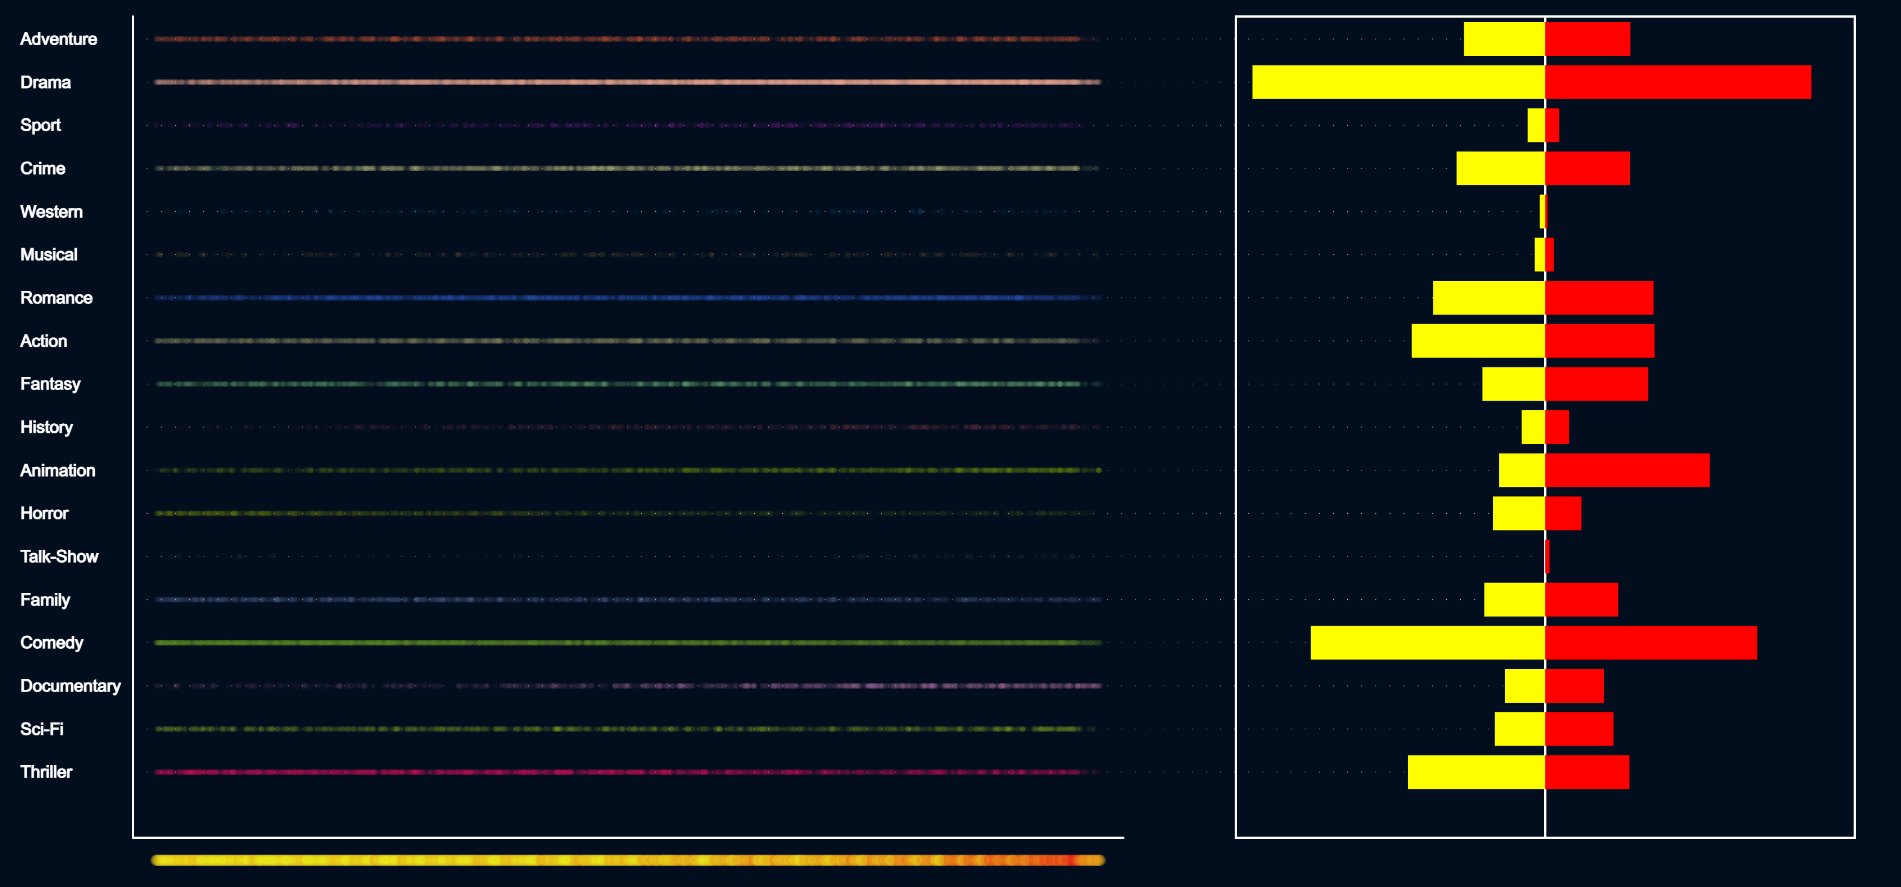 Adventure
Drama
Sport
Crime
Western
Musical
Romance
Action
Fantasy
History
Animation
Horror
Talk-Show
Family
Comedy
Documentary
Sci-Fi
Thriller